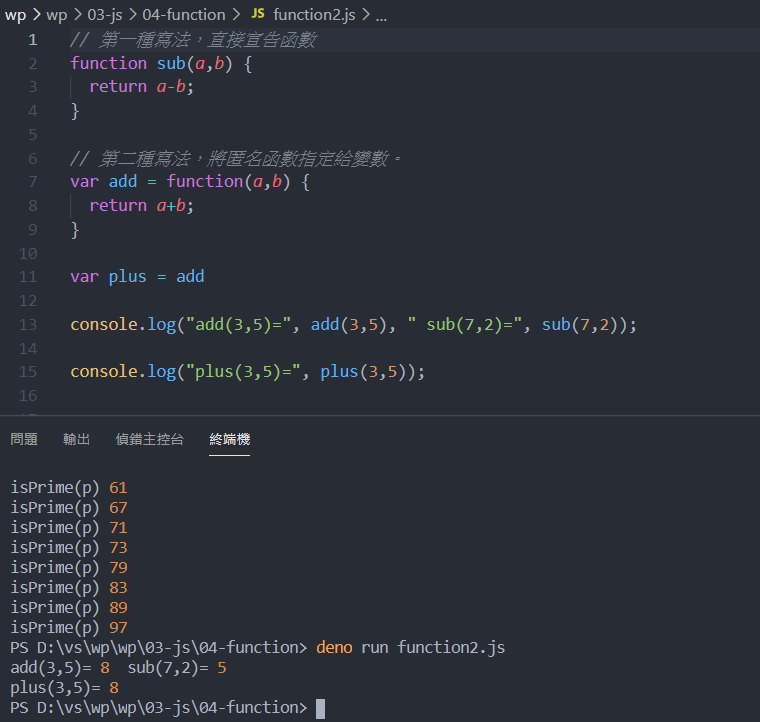 wp > wp > 03-js > 04-function > JS function2.js > ...
1 // 第一種寫法，直接宣告函數
2 function sub(a,b) {
3   return a-b;
4 }
5
6 // 第二種寫法，將匿名函數指定給變數。
7 var add = function(a,b) {
8   return a+b;
9 }
10
11 var plus = add
12
13 console.log("add(3,5)=", add(3,5), " sub(7,2)=", sub(7,2));
14
15 console.log("plus(3,5)=", plus(3,5));
16
問題 輸出 偵錯主控台 終端機
isPrime(p) 61
isPrime(p) 67
isPrime(p) 71
isPrime(p) 73
isPrime(p) 79
isPrime(p) 83
isPrime(p) 89
isPrime(p) 97
PS D:\vs\wp\wp\03-js\04-function> deno run function2.js
add(3,5)= 8  sub(7,2)= 5
plus(3,5)= 8
PS D:\vs\wp\wp\03-js\04-function>